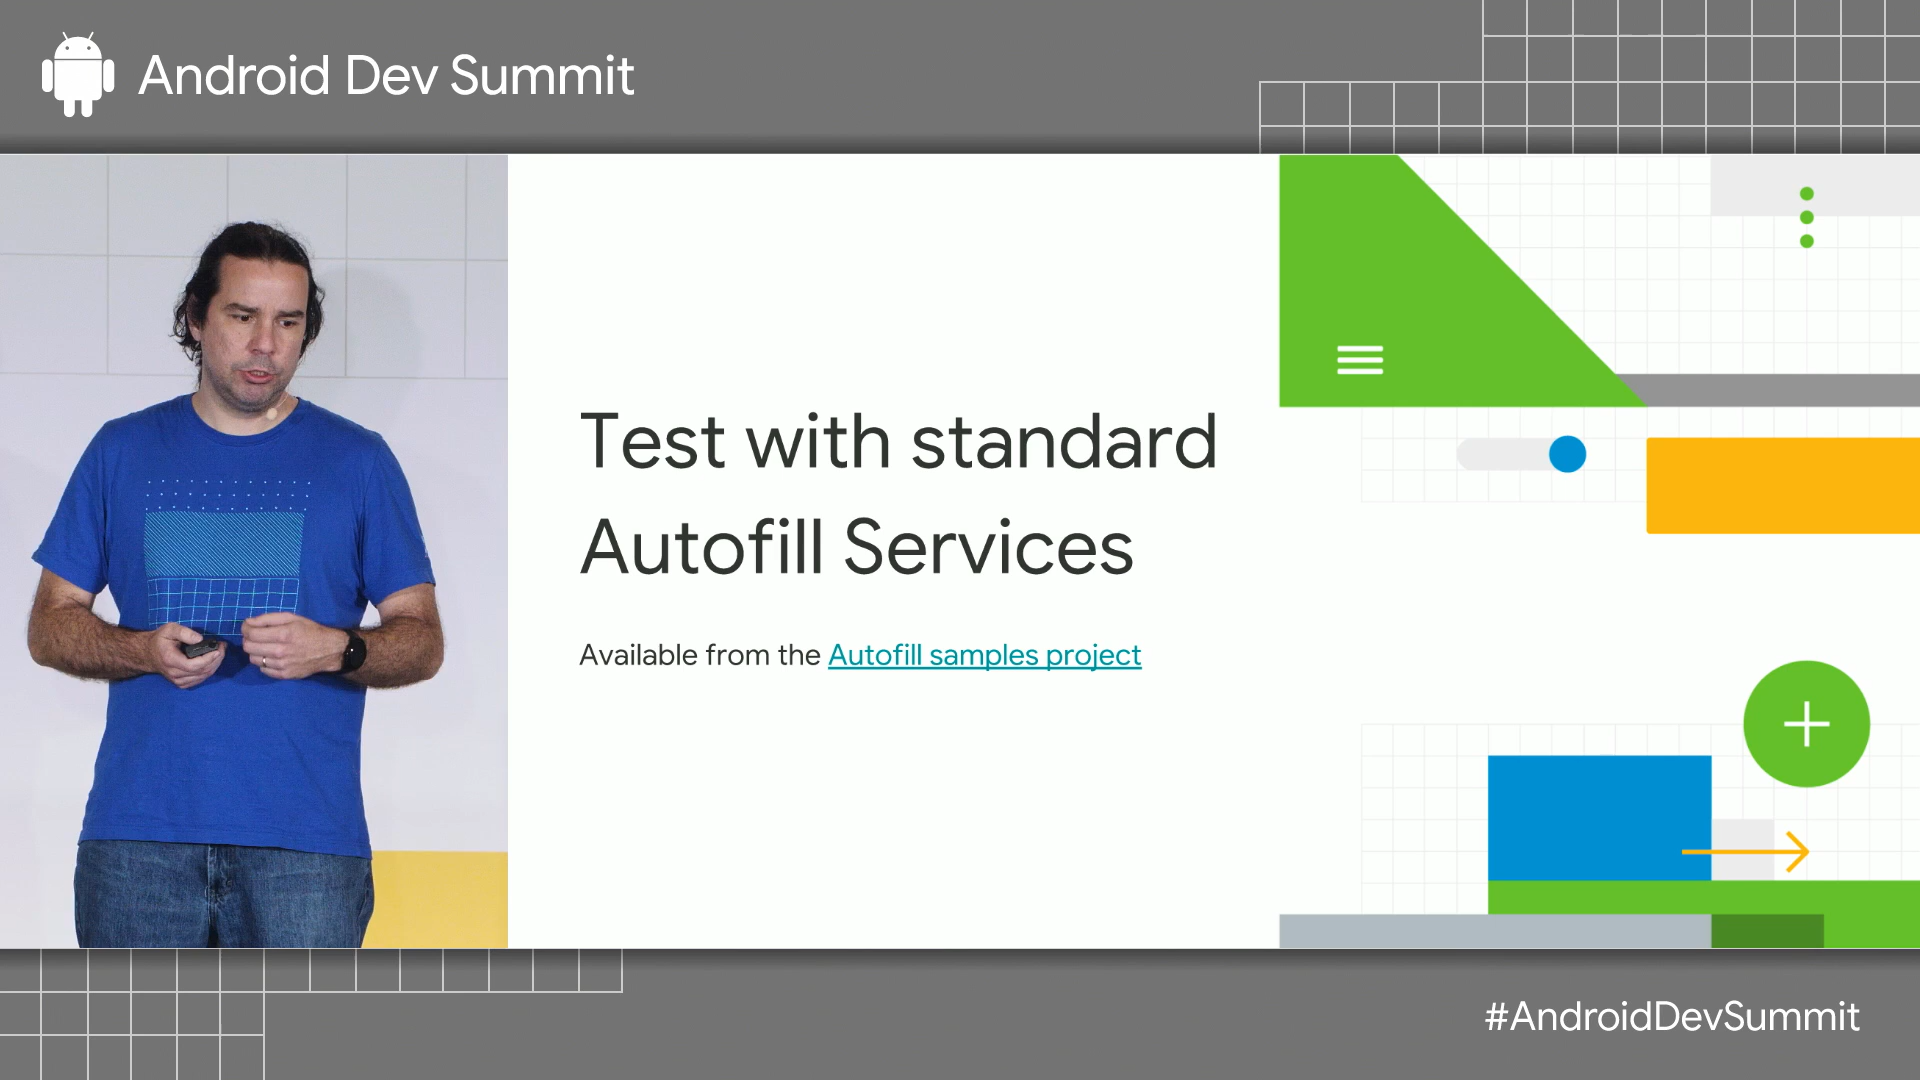 Android Dev Summit
Test with standard
Autofill Services
Available from the Autofill samples project
#AndroidDevSummit